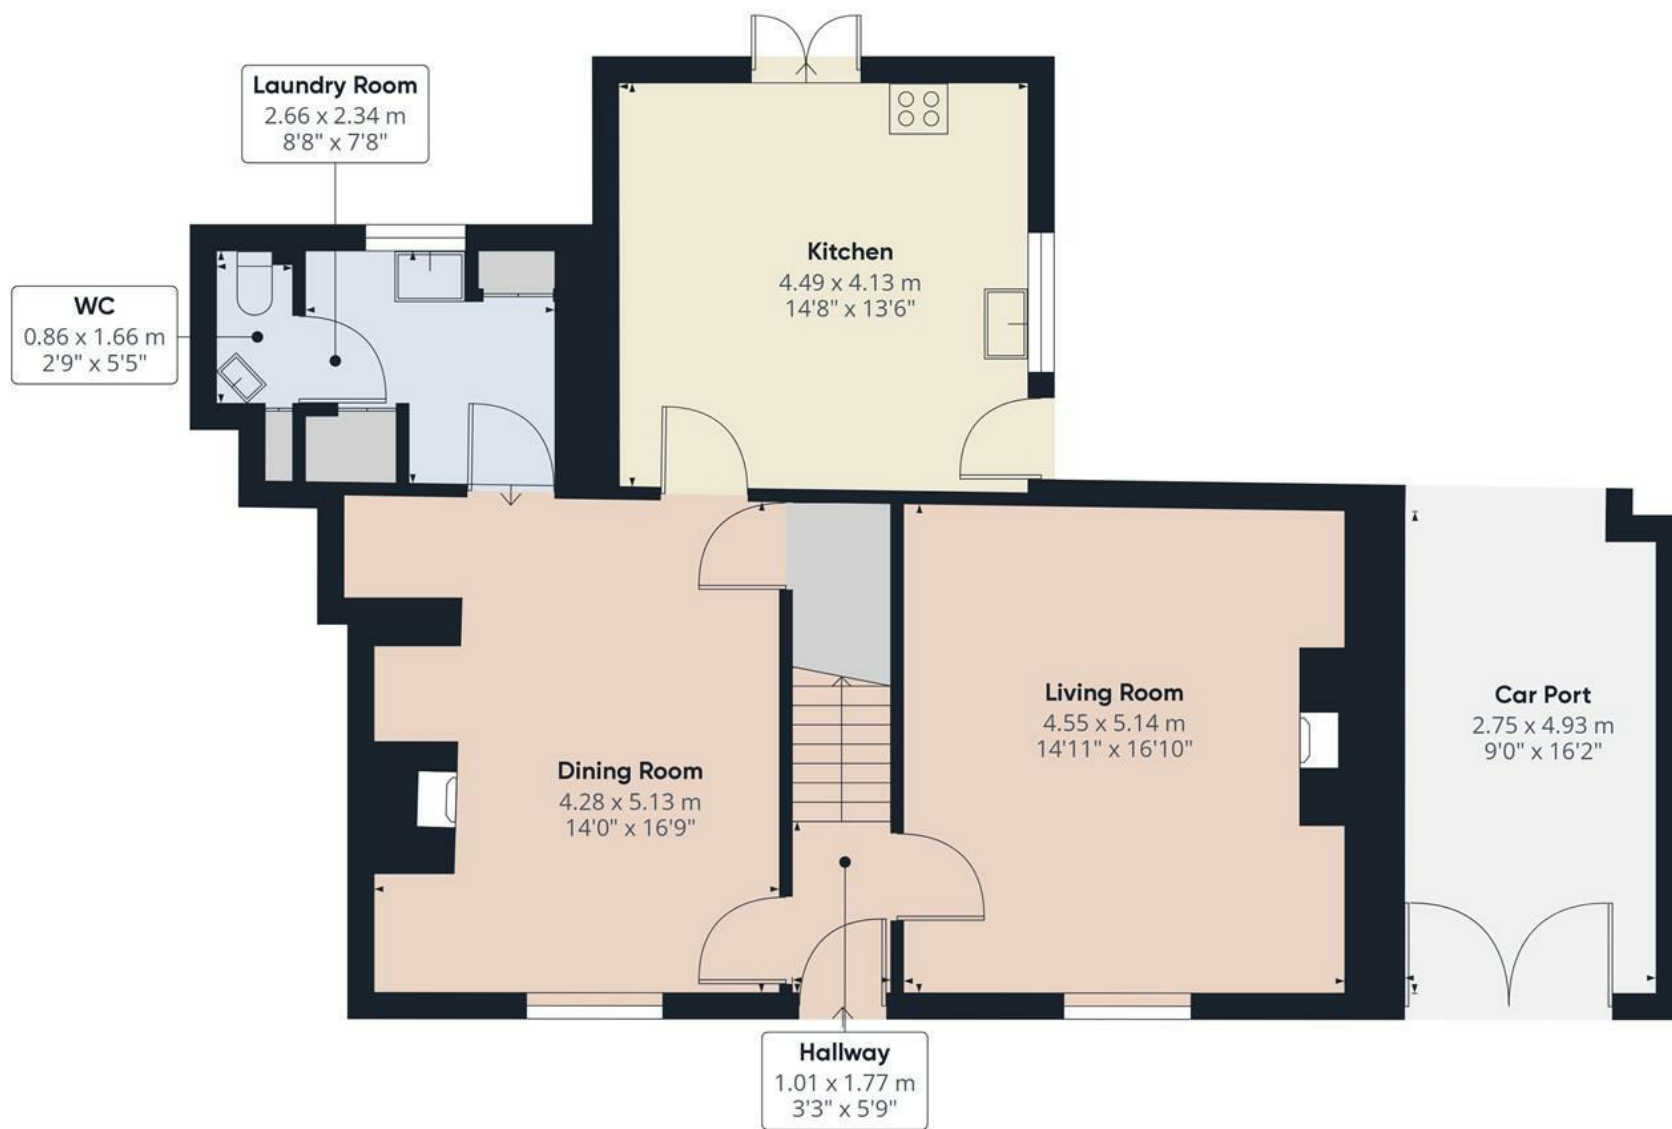 Laundry Room
2.66 x 2.34 m
8'8" x 7'8"
WC
0.86 x 1.66 m
2'9" x 5'5"
Kitchen
4.49 x 4.13 m
14'8" x 13'6"
Living Room
4.55 x 5.14 m
14'11" x 16'10"
Car Port
2.75 x 4.93 m
9'0" x 16'2"
Dining Room
4.28 x 5.13 m
14'0" x 16'9"
Hallway
1.01 x 1.77 m
3'3" x 5'9"